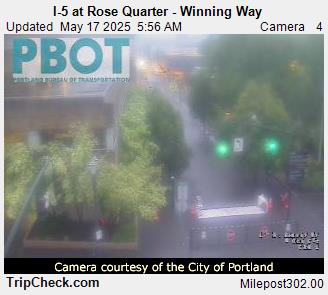 I-5 at Rose Quarter - Winning Way
Updated May 17 2025 5:56 AM Camera 4
PBOT
PORTLAND BUREAU OF TRANSPORTATION
Camera courtesy of the City of Portland
TripCheck.com Milepost302.00